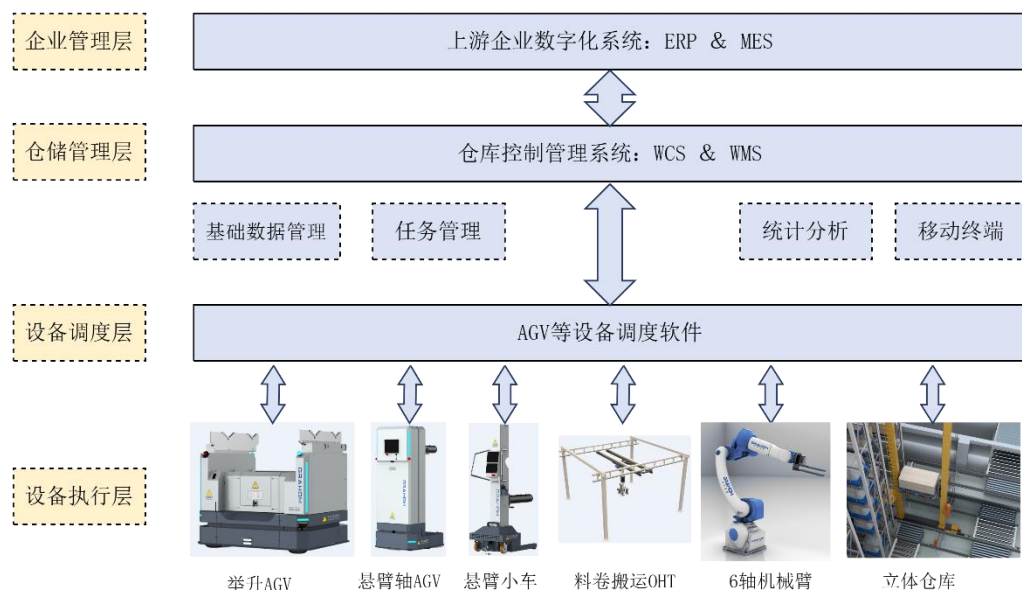 企业管理层
上游企业数字化系统：ERP & MES
仓储管理层
仓库控制管理系统：WCS & WMS
基础数据管理
任务管理
统计分析
移动终端
设备调度层
AGV等设备调度软件
设备执行层
举升AGV
悬臂轴AGV
悬臂小车
料卷搬运OHT
6轴机械臂
立体仓库